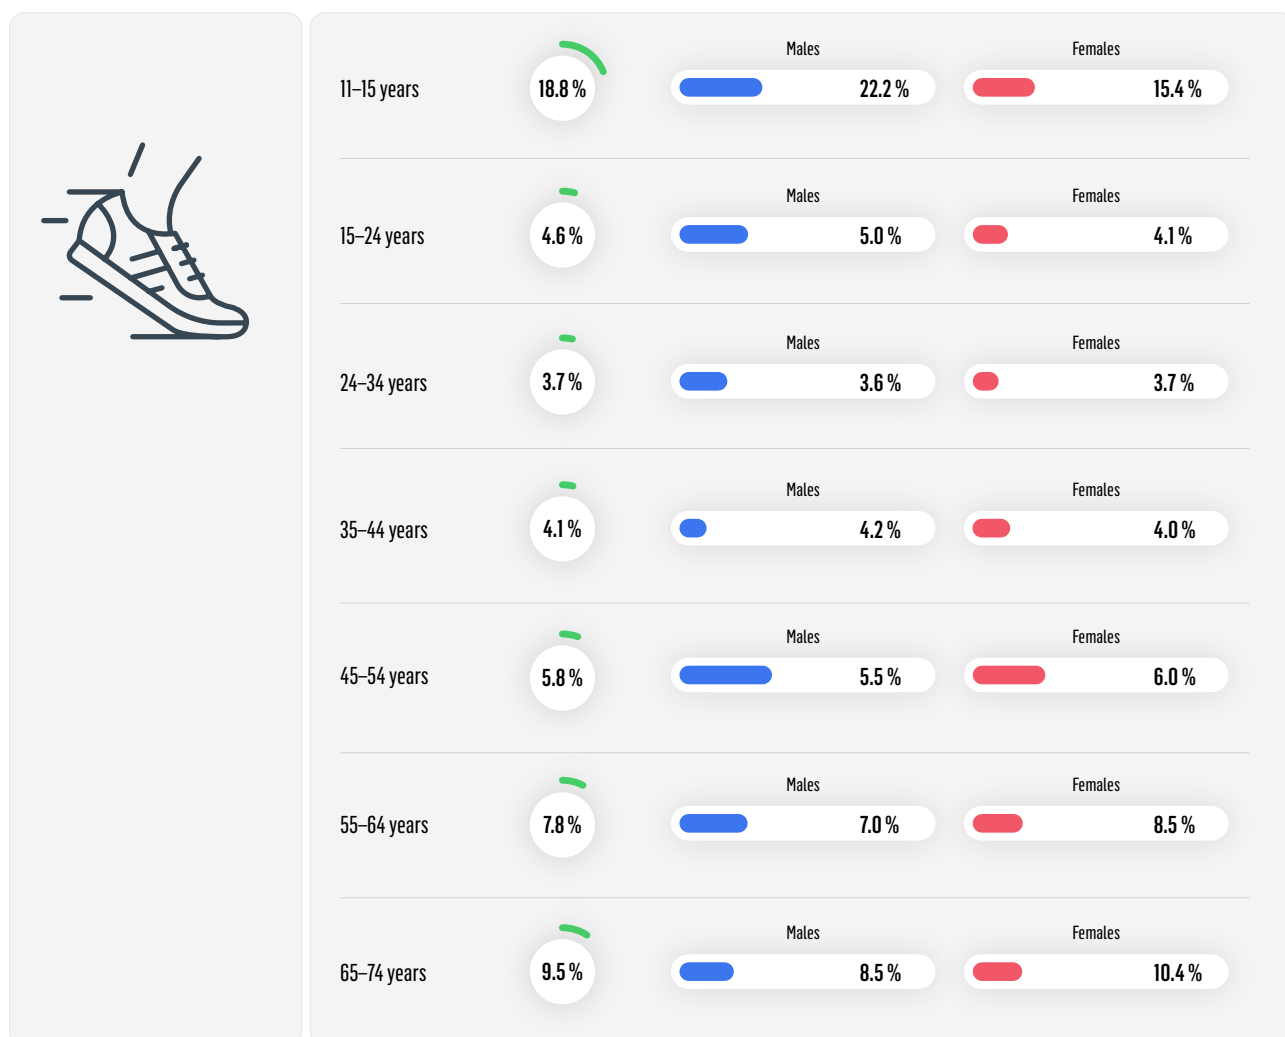 Males Females
11–15 years 18.8 % 22.2 % 15.4 %
Males Females
15–24 years 4.6 % 5.0 % 4.1 %
Males Females
24–34 years 3.7 % 3.6 % 3.7 %
Males Females
35–44 years 4.1 % 4.2 % 4.0 %
Males Females
45–54 years 5.8 % 5.5 % 6.0 %
Males Females
55–64 years 7.8 % 7.0 % 8.5 %
Males Females
65–74 years 9.5 % 8.5 % 10.4 %